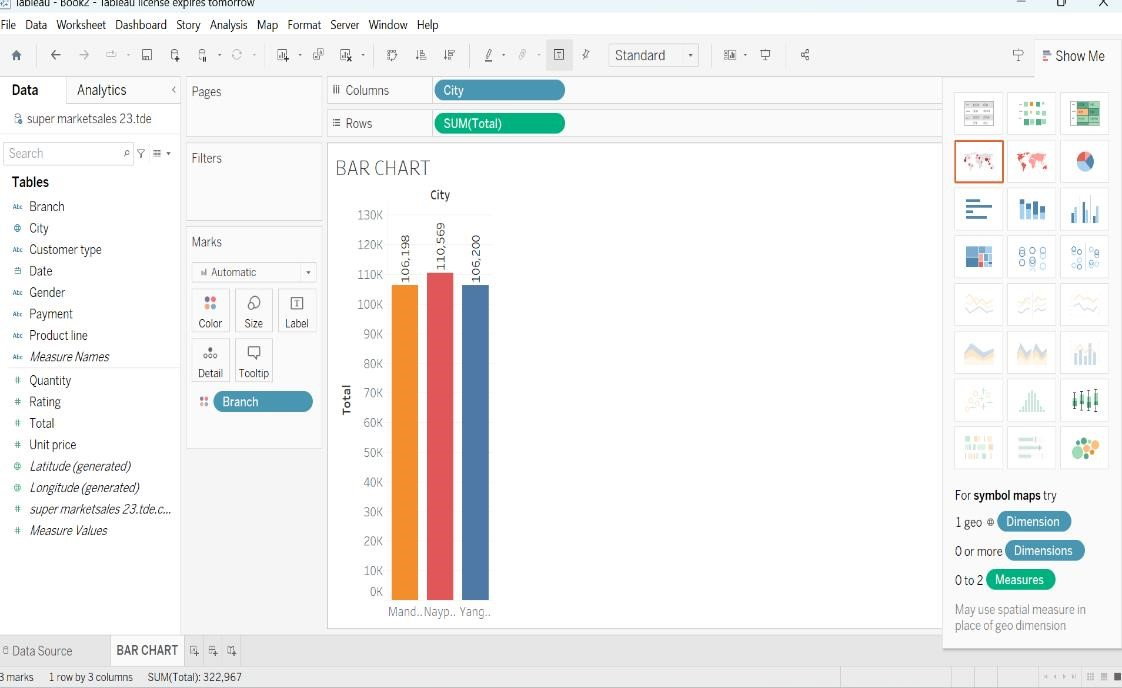 Tableau - Book2 - Tableau license expires tomorrow
File Data Worksheet Dashboard Story Analysis Map Format Server Window Help
Standard
Show Me
Data Analytics
super marketsales 23.tde
Search
Tables
Abc Branch
City
Abc Customer type
Date
Abc Gender
Abc Payment
Abc Product line
Abc Measure Names
# Quantity
# Rating
# Total
# Unit price
Latitude (generated)
Longitude (generated)
# super marketsales 23.tde.c...
# Measure Values
Pages
Filters
Marks
Automatic
Color Size Label
Detail Tooltip
Branch
Columns City
Rows SUM(Total)
BAR CHART
City
130K
120K
110K
100K
90K
80K
70K
60K
50K
40K
30K
20K
10K
0K
Total
106,198
110,569
106,200
Mand.. Nayp.. Yang..
For symbol maps try
1 geo Dimension
0 or more Dimensions
0 to 2 Measures
May use spatial measure in
place of geo dimension
Data Source BAR CHART
3 marks 1 row by 3 columns SUM(Total): 322,967